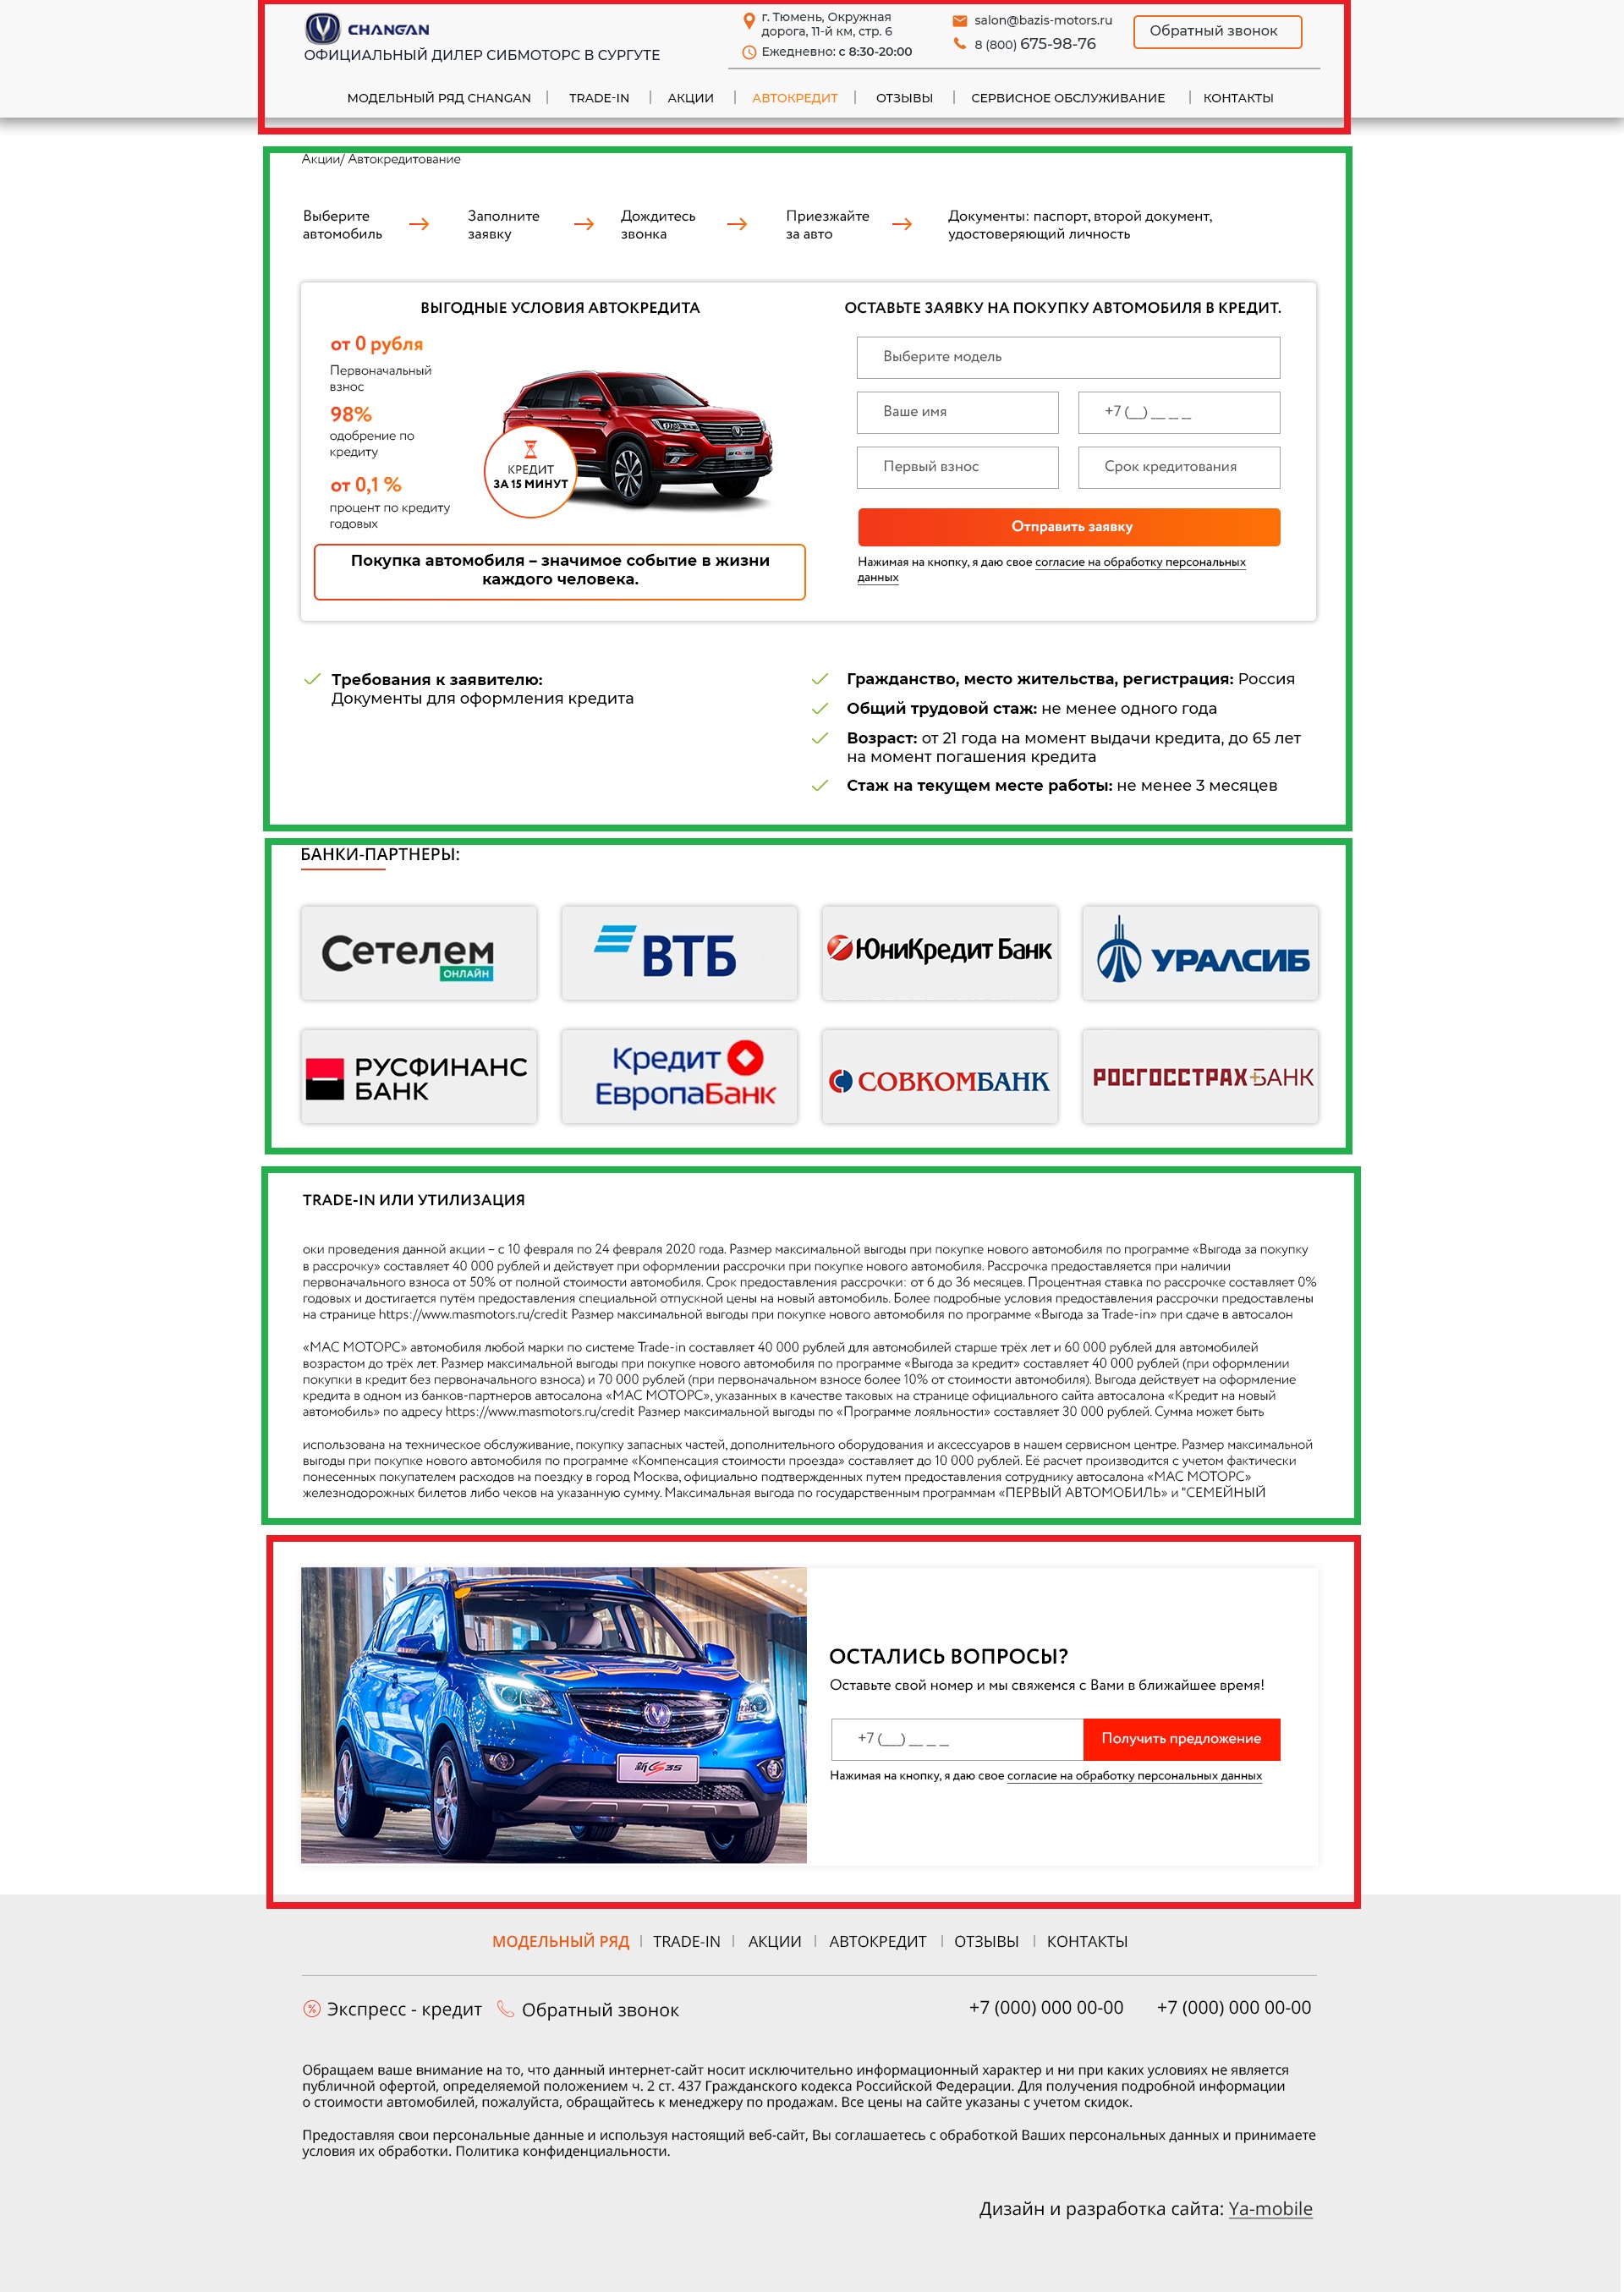 CHANGAN
ОФИЦИАЛЬНЫЙ ДИЛЕР СИБМОТОРС В СУРГУТЕ
г. Тюмень, Окружная
дорога, 11-й км, стр. 6
Ежедневно: с 8:30-20:00
salon@bazis-motors.ru
8 (800) 675-98-76
Обратный звонок
МОДЕЛЬНЫЙ РЯД CHANGAN | TRADE-IN | АКЦИИ | АВТОКРЕДИТ | ОТЗЫВЫ | СЕРВИСНОЕ ОБСЛУЖИВАНИЕ | КОНТАКТЫ
Акции/ Автокредитование
Выберите
автомобиль
Заполните
заявку
Дождитесь
звонка
Приезжайте
за авто
Документы: паспорт, второй документ,
удостоверяющий личность
ВЫГОДНЫЕ УСЛОВИЯ АВТОКРЕДИТА
от 0 рубля
Первоначальный
взнос
98%
одобрение по
кредиту
от 0,1 %
процент по кредиту
годовых
КРЕДИТ
ЗА 15 МИНУТ
Покупка автомобиля – значимое событие в жизни
каждого человека.
ОСТАВЬТЕ ЗАЯВКУ НА ПОКУПКУ АВТОМОБИЛЯ В КРЕДИТ.
Выберите модель
Ваше имя
+7 (__) __ _ _
Первый взнос
Срок кредитования
Отправить заявку
Нажимая на кнопку, я даю свое согласие на обработку персональных
данных
Требования к заявителю:
Документы для оформления кредита
Гражданство, место жительства, регистрация: Россия
Общий трудовой стаж: не менее одного года
Возраст: от 21 года на момент выдачи кредита, до 65 лет
на момент погашения кредита
Стаж на текущем месте работы: не менее 3 месяцев
БАНКИ-ПАРТНЕРЫ:
Сетелем
ОНЛАЙН
ВТБ
ЮниКредит Банк
УРАЛСИБ
РУСФИНАНС
БАНК
Кредит
ЕвропаБанк
СОВКОМБАНК
РОСГОССТРАХ БАНК
TRADE-IN ИЛИ УТИЛИЗАЦИЯ
оки проведения данной акции – с 10 февраля по 24 февраля 2020 года. Размер максимальной выгоды при покупке нового автомобиля по программе «Выгода за покупку
в рассрочку» составляет 40 000 рублей и действует при оформлении рассрочки при покупке нового автомобиля. Рассрочка предоставляется при наличии
первоначального взноса от 50% от полной стоимости автомобиля. Срок предоставления рассрочки: от 6 до 36 месяцев. Процентная ставка по рассрочке составляет 0%
годовых и достигается путём предоставления специальной отпускной цены на новый автомобиль. Более подробные условия предоставления рассрочки предоставлены
на странице https://www.masmotors.ru/credit Размер максимальной выгоды при покупке нового автомобиля по программе «Выгода за Trade-in» при сдаче в автосалон
«МАС МОТОРС» автомобиля любой марки по системе Trade-in составляет 40 000 рублей для автомобилей старше трёх лет и 60 000 рублей для автомобилей
возрастом до трёх лет. Размер максимальной выгоды при покупке нового автомобиля по программе «Выгода за кредит» составляет 40 000 рублей (при оформлении
покупки в кредит без первоначального взноса) и 70 000 рублей (при первоначальном взносе более 10% от стоимости автомобиля). Выгода действует на оформление
кредита в одном из банков-партнеров автосалона «МАС МОТОРС», указанных в качестве таковых на странице официального сайта автосалона «Кредит на новый
автомобиль» по адресу https://www.masmotors.ru/credit Размер максимальной выгоды по «Программе лояльности» составляет 30 000 рублей. Сумма может быть
использована на техническое обслуживание, покупку запасных частей, дополнительного оборудования и аксессуаров в нашем сервисном центре. Размер максимальной
выгоды при покупке нового автомобиля по программе «Компенсация стоимости проезда» составляет до 10 000 рублей. Её расчет производится с учетом фактически
понесенных покупателем расходов на поездку в город Москва, официально подтвержденных путем предоставления сотруднику автосалона «МАС МОТОРС»
железнодорожных билетов либо чеков на указанную сумму. Максимальная выгода по государственным программам «ПЕРВЫЙ АВТОМОБИЛЬ» и "СЕМЕЙНЫЙ
新CS35
ОСТАЛИСЬ ВОПРОСЫ?
Оставьте свой номер и мы свяжемся с Вами в ближайшее время!
+7 (___) __ _ _
Получить предложение
Нажимая на кнопку, я даю свое согласие на обработку персональных данных
МОДЕЛЬНЫЙ РЯД | TRADE-IN | АКЦИИ | АВТОКРЕДИТ | ОТЗЫВЫ | КОНТАКТЫ
Экспресс - кредит
Обратный звонок
+7 (000) 000 00-00
+7 (000) 000 00-00
Обращаем ваше внимание на то, что данный интернет-сайт носит исключительно информационный характер и ни при каких условиях не является
публичной офертой, определяемой положением ч. 2 ст. 437 Гражданского кодекса Российской Федерации. Для получения подробной информации
о стоимости автомобилей, пожалуйста, обращайтесь к менеджеру по продажам. Все цены на сайте указаны с учетом скидок.
Предоставляя свои персональные данные и используя настоящий веб-сайт, Вы соглашаетесь с обработкой Ваших персональных данных и принимаете
условия их обработки. Политика конфиденциальности.
Дизайн и разработка сайта: Ya-mobile